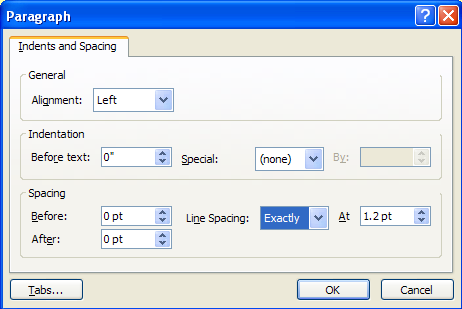 Paragraph
Indents and Spacing
General
Alignment: Left
Indentation
Before text: 0" Special: (none) By:
Spacing
Before: 0 pt Line Spacing: Exactly At 1.2 pt
After: 0 pt
Tabs... OK Cancel